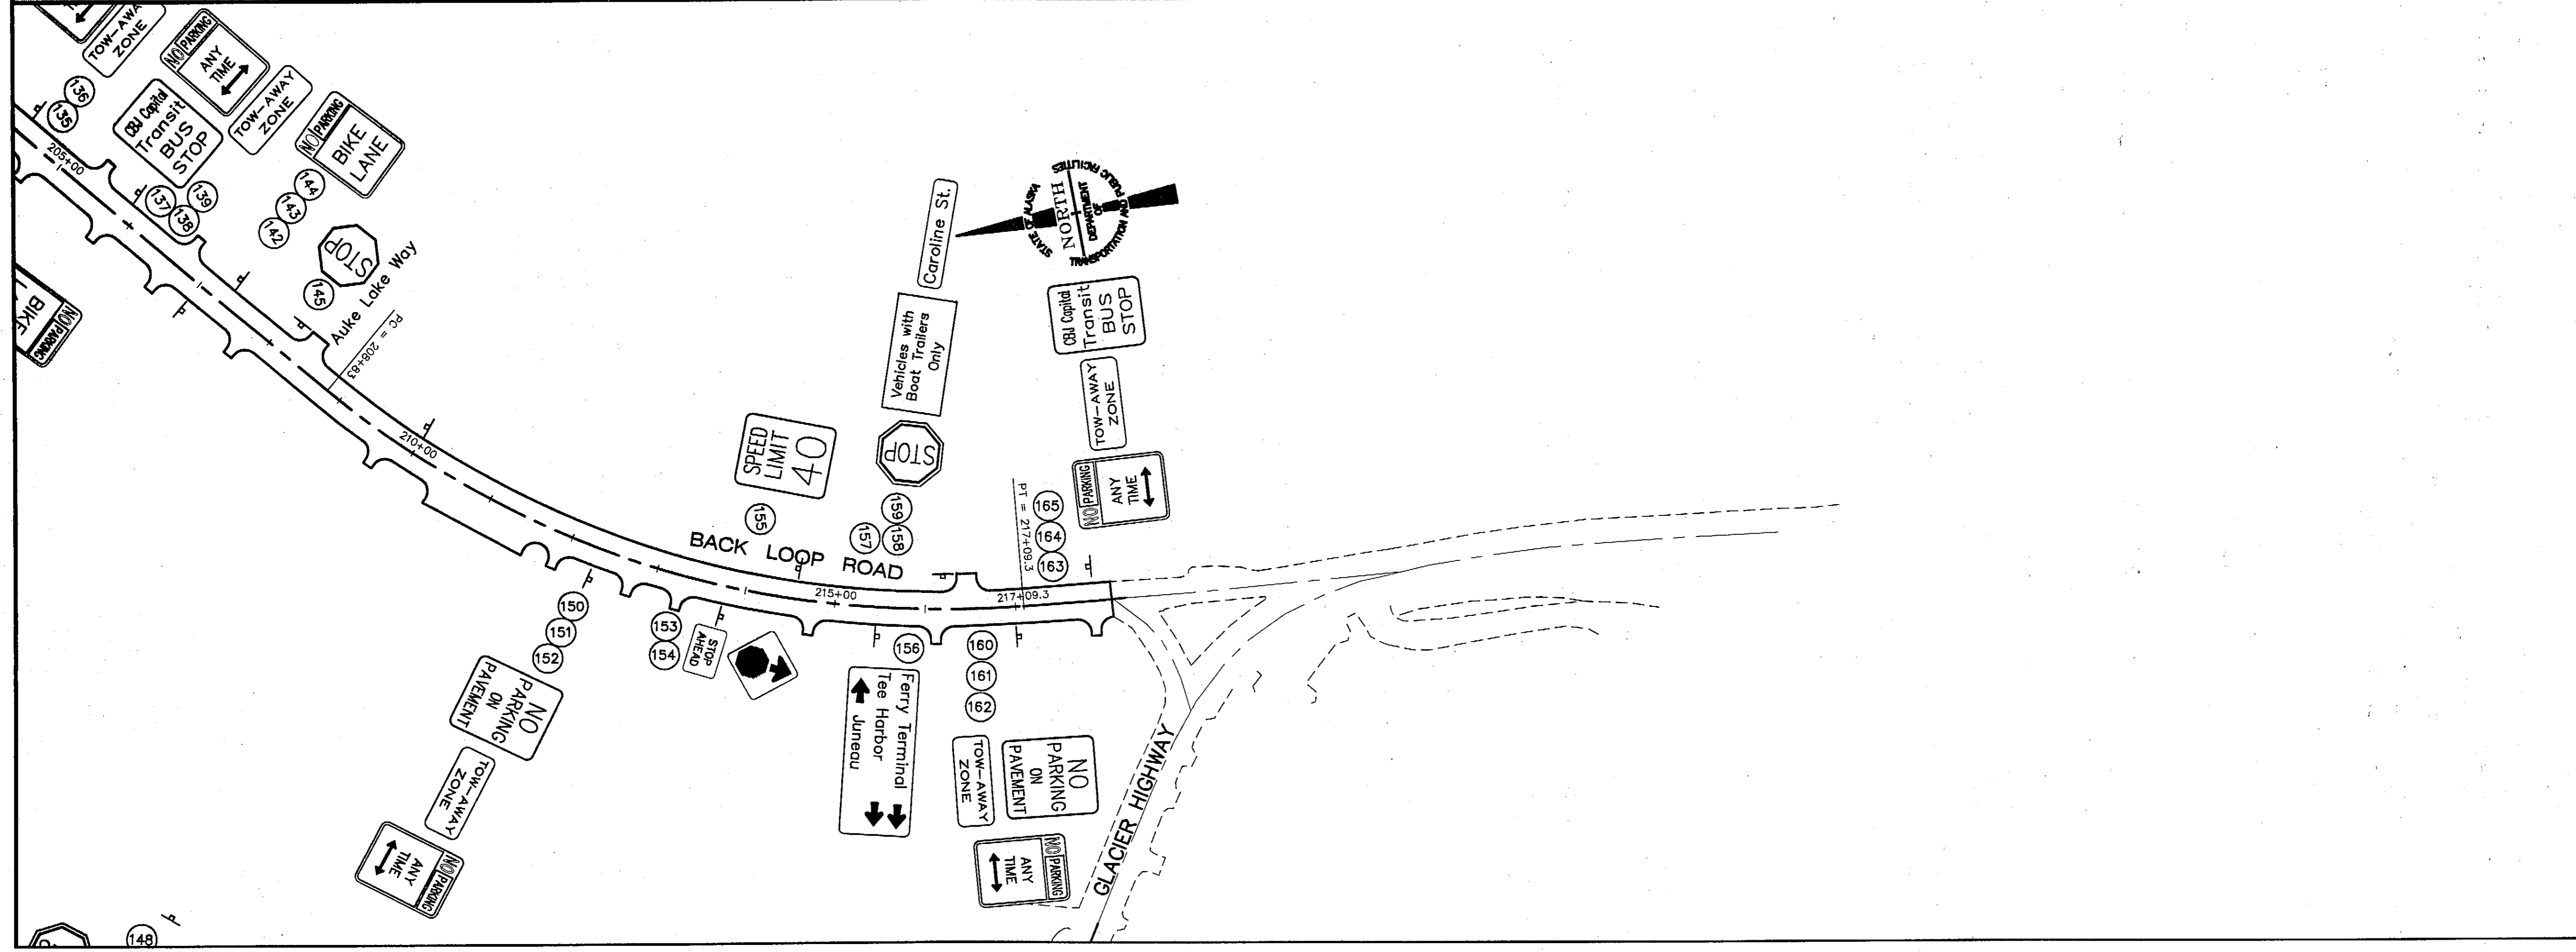 TOW-AWAY
ZONE
NO PARKING
ANY
TIME
TOW-AWAY
ZONE
NO PARKING
BIKE
LANE
CBJ Capital
Transit
BUS
STOP
136
135
205+00
137
138
139
144
143
142
STOP
145
Auke Lake Way
PC = 208+83
NO PARKING
BIKE
210+00
Caroline St.
Vehicles with
Boat Trailers
Only
STOP
SPEED
LIMIT
40
155
159
157
158
BACK LOOP ROAD
STATE OF ALASKA
NORTH
DEPARTMENT
OF
TRANSPORTATION AND PUBLIC FACILITIES
CBJ Capital
Transit
BUS
STOP
TOW-AWAY
ZONE
NO PARKING
ANY
TIME
PT = 217+09.3
165
164
163
215+00
217+09.3
150
151
152
NO
PARKING
ON
PAVEMENT
TOW-AWAY
ZONE
NO PARKING
ANY
TIME
153
154
STOP
AHEAD
156
Ferry Terminal
Tee Harbor
Juneau
160
161
162
NO
PARKING
ON
PAVEMENT
TOW-AWAY
ZONE
NO PARKING
ANY
TIME
GLACIER HIGHWAY
148